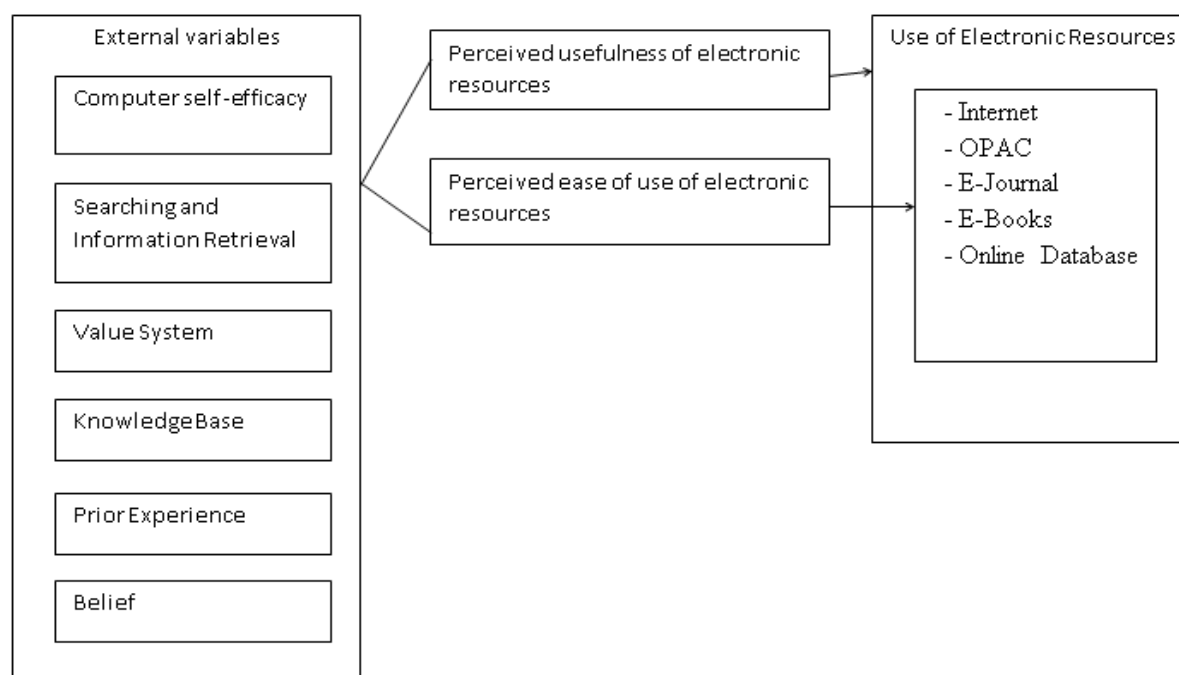 External variables
Computer self-efficacy
Searching and
Information Retrieval
Value System
Knowledge Base
Prior Experience
Belief
Perceived usefulness of electronic
resources
Perceived ease of use of electronic
resources
Use of Electronic Resources
- Internet
- OPAC
- E-Journal
- E-Books
- Online Database